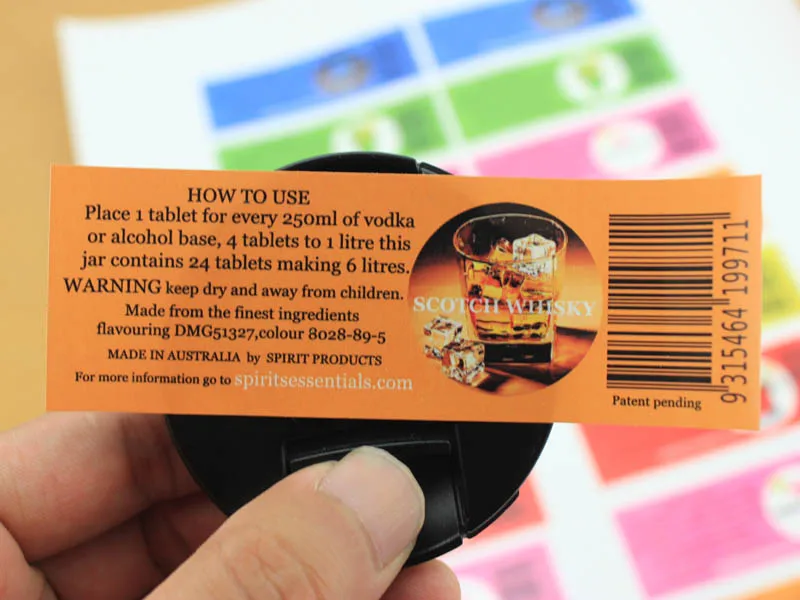 HOW TO USE
Place 1 tablet for every 250ml of vodka
or alcohol base, 4 tablets to 1 litre this
jar contains 24 tablets making 6 litres.
WARNING keep dry and away from children.
Made from the finest ingredients
flavouring DMG51327,colour 8028-89-5
MADE IN AUSTRALIA by SPIRIT PRODUCTS
For more information go to spiritsessentials.com
SCOTCH WHISKY
9 315464 199711
Patent pending